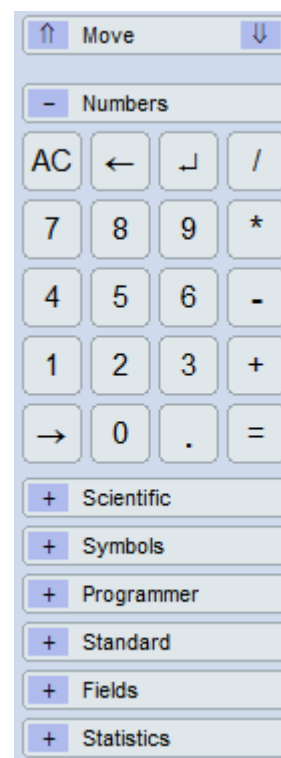 ⇑ Move ⇓
− Numbers
AC ← ↵ /
7 8 9 *
4 5 6 -
1 2 3 +
→ 0 . =
+ Scientific
+ Symbols
+ Programmer
+ Standard
+ Fields
+ Statistics